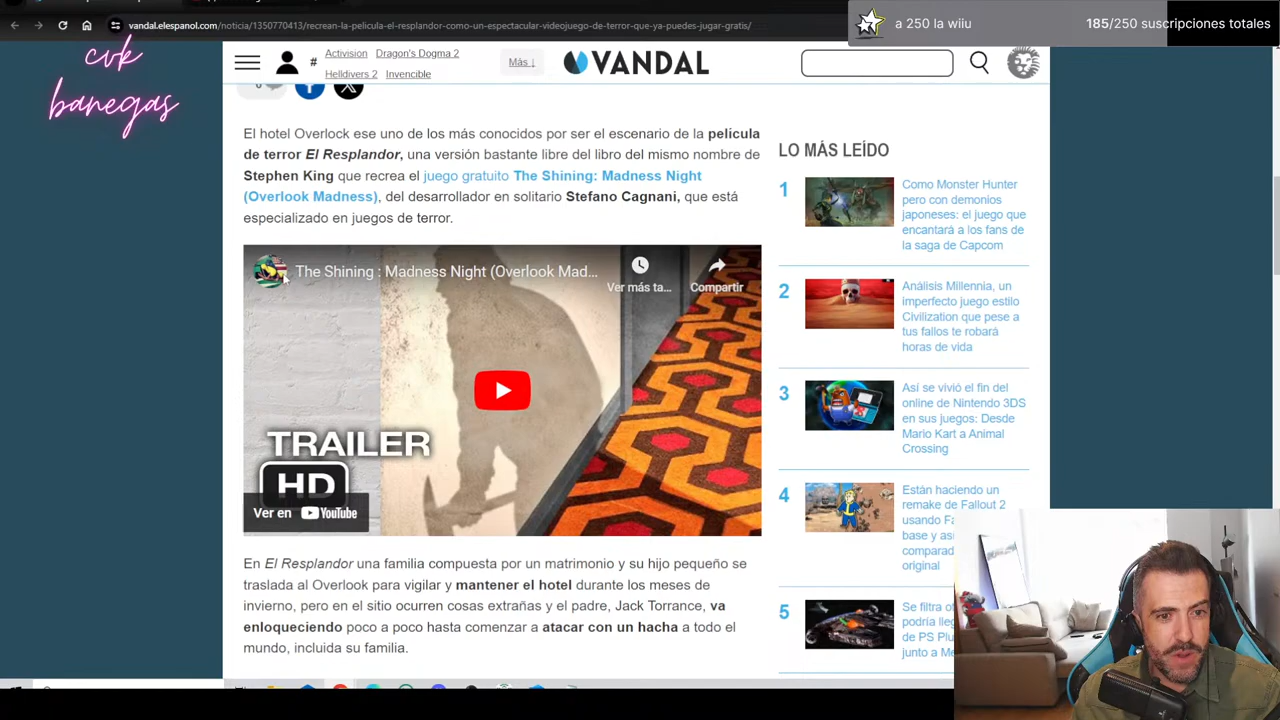 vandal.elespanol.com/noticia/1350770413/recrean-la-pelicula-el-resplandor-como-un-espectacular-videojuego-de-terror-que-ya-puedes-jugar-gratis/
a 250 la wiiu
185/250 suscripciones totales
cvk
banegas
# Activision Dragon's Dogma 2
Helldivers 2 Invencible
Más ↓
VANDAL
El hotel Overlock ese uno de los más conocidos por ser el escenario de la película
de terror El Resplandor, una versión bastante libre del libro del mismo nombre de
Stephen King que recrea el juego gratuito The Shining: Madness Night
(Overlook Madness), del desarrollador en solitario Stefano Cagnani, que está
especializado en juegos de terror.
The Shining : Madness Night (Overlook Mad...
Ver más ta...
Compartir
TRAILER
HD
Ver en YouTube
En El Resplandor una familia compuesta por un matrimonio y su hijo pequeño se
traslada al Overlook para vigilar y mantener el hotel durante los meses de
invierno, pero en el sitio ocurren cosas extrañas y el padre, Jack Torrance, va
enloqueciendo poco a poco hasta comenzar a atacar con un hacha a todo el
mundo, incluida su familia.
LO MÁS LEÍDO
1
Como Monster Hunter
pero con demonios
japoneses: el juego que
encantará a los fans de
la saga de Capcom
2
Análisis Millennia, un
imperfecto juego estilo
Civilization que pese a
tus fallos te robará
horas de vida
3
Así se vivió el fin del
online de Nintendo 3DS
en sus juegos: Desde
Mario Kart a Animal
Crossing
4
Están haciendo un
remake de Fallout 2
usando
base y
original
5
Se filtra
podría
de PS
junto a